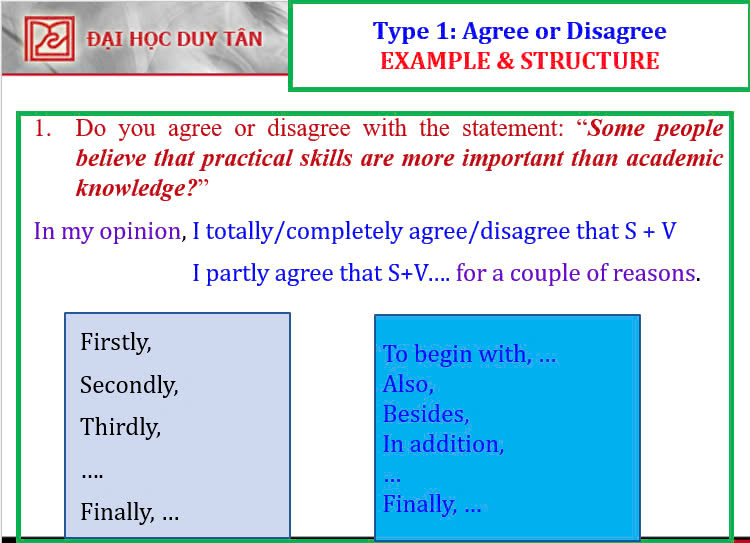 ĐẠI HỌC DUY TÂN
Type 1: Agree or Disagree
EXAMPLE & STRUCTURE
1. Do you agree or disagree with the statement: “Some people
believe that practical skills are more important than academic
knowledge?”
In my opinion, I totally/completely agree/disagree that S + V
I partly agree that S+V.... for a couple of reasons.
Firstly,
Secondly,
Thirdly,
....
Finally, ...
To begin with, ...
Also,
Besides,
In addition,
...
Finally, ...